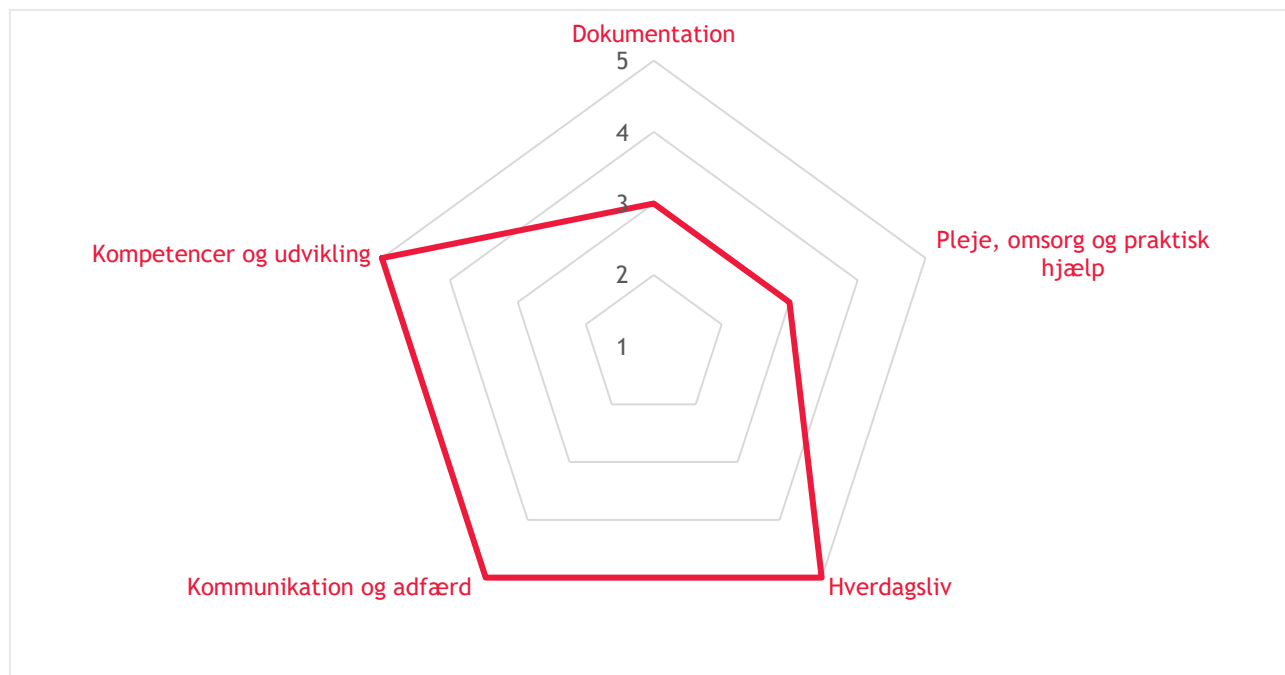 Dokumentation
5
4
3
2
1
Pleje, omsorg og praktisk
hjælp
Hverdagsliv
Kommunikation og adfærd
Kompetencer og udvikling